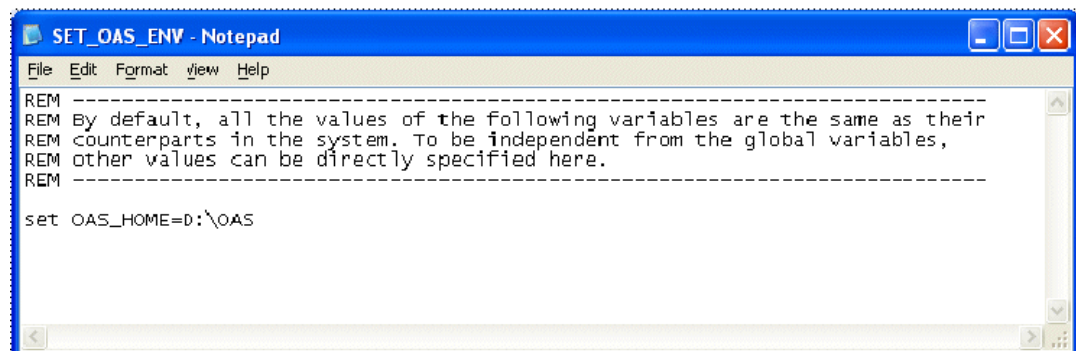 SET_OAS_ENV - Notepad
File Edit Format View Help
REM -----------------------------------------------------------------------
REM By default, all the values of the following variables are the same as their
REM counterparts in the system. To be independent from the global variables,
REM other values can be directly specified here.
REM -----------------------------------------------------------------------
set OAS_HOME=D:\OAS